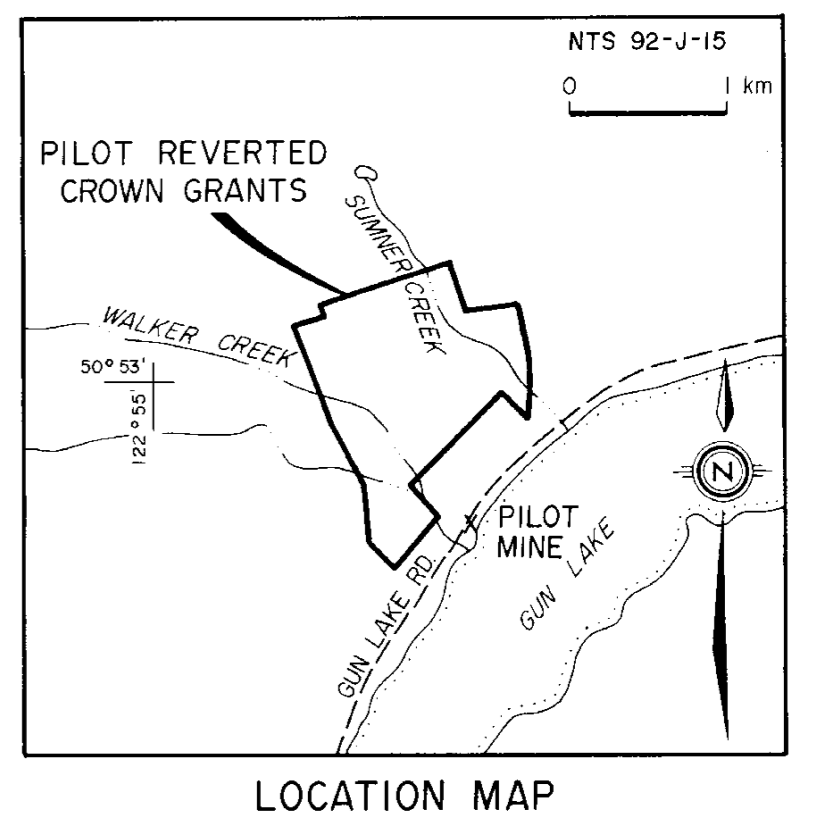 NTS 92-J-15
0 1 km
PILOT REVERTED
CROWN GRANTS
SUMNER CREEK
WALKER CREEK
50° 53'
122° 55'
N
PILOT
MINE
GUN LAKE
GUN LAKE RD.
LOCATION MAP